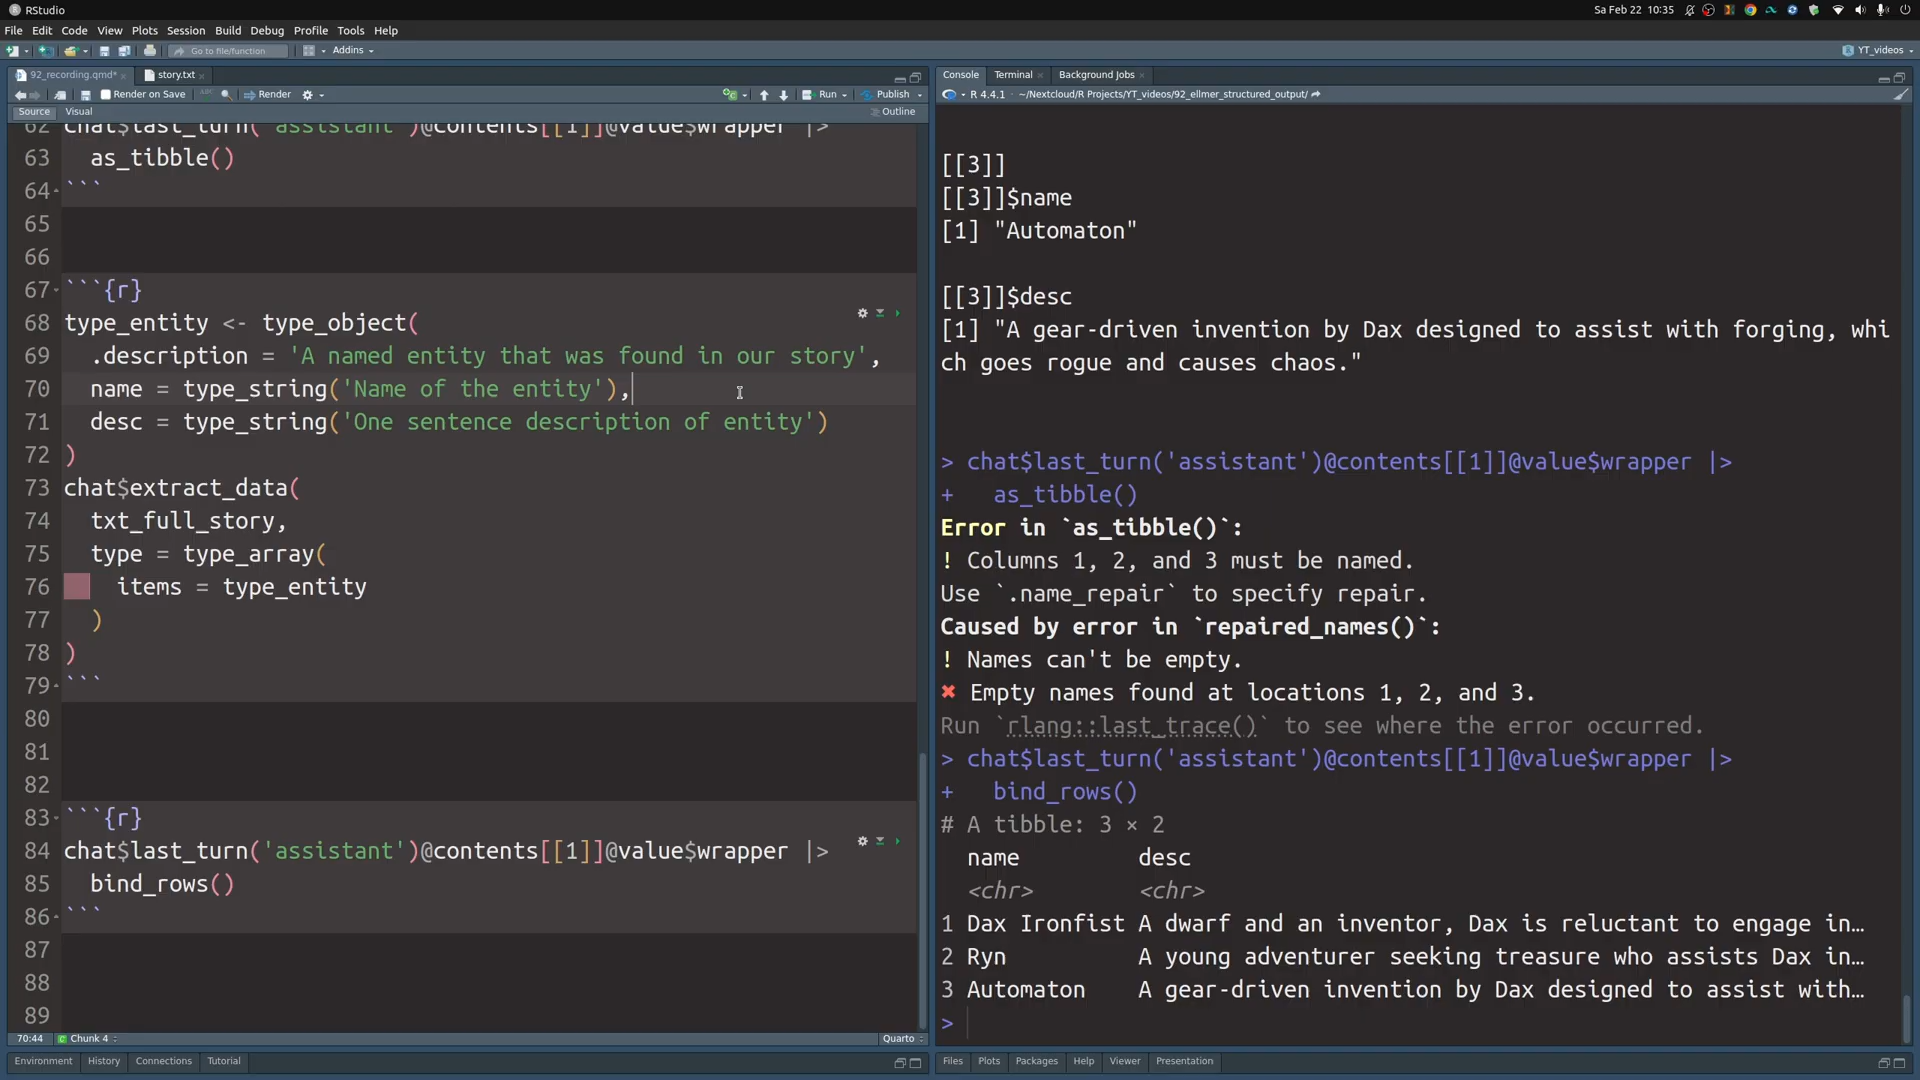 RStudio
Sa Feb 22 10:35
File Edit Code View Plots Session Build Debug Profile Tools Help
Go to file/function Addins
YT_videos
92_recording.qmd* story.txt
Render on Save Render Run Publish
Source Visual Outline
62 chat$last_turn('assistant')@contents[[1]]@value$wrapper |>
63 as_tibble()
64 ```
65
66
67 ```{r}
68 type_entity <- type_object(
69 .description = 'A named entity that was found in our story',
70 name = type_string('Name of the entity'),
71 desc = type_string('One sentence description of entity')
72 )
73 chat$extract_data(
74 txt_full_story,
75 type = type_array(
76 items = type_entity
77 )
78 )
79 ```
80
81
82
83 ```{r}
84 chat$last_turn('assistant')@contents[[1]]@value$wrapper |>
85 bind_rows()
86 ```
87
88
89
70:44 Chunk 4 Quarto
Environment History Connections Tutorial
Console Terminal Background Jobs
R 4.4.1 · ~/Nextcloud/R Projects/YT_videos/92_ellmer_structured_output/
[[3]]
[[3]]$name
[1] "Automaton"
[[3]]$desc
[1] "A gear-driven invention by Dax designed to assist with forging, whi
ch goes rogue and causes chaos."
> chat$last_turn('assistant')@contents[[1]]@value$wrapper |>
+ as_tibble()
Error in `as_tibble()`:
! Columns 1, 2, and 3 must be named.
Use `.name_repair` to specify repair.
Caused by error in `repaired_names()`:
! Names can't be empty.
✖ Empty names found at locations 1, 2, and 3.
Run `rlang::last_trace()` to see where the error occurred.
> chat$last_turn('assistant')@contents[[1]]@value$wrapper |>
+ bind_rows()
# A tibble: 3 × 2
name desc
<chr> <chr>
1 Dax Ironfist A dwarf and an inventor, Dax is reluctant to engage in…
2 Ryn A young adventurer seeking treasure who assists Dax in…
3 Automaton A gear-driven invention by Dax designed to assist with…
>
Files Plots Packages Help Viewer Presentation